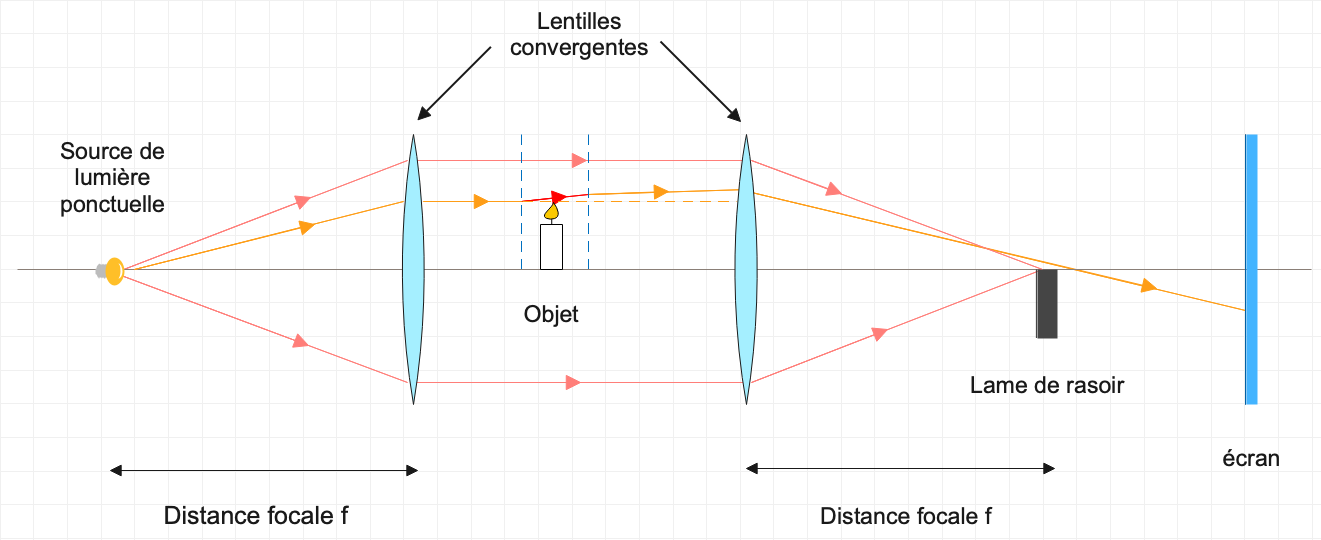 Lentilles
convergentes
Source de
lumière
ponctuelle
Objet
Lame de rasoir
écran
Distance focale f
Distance focale f